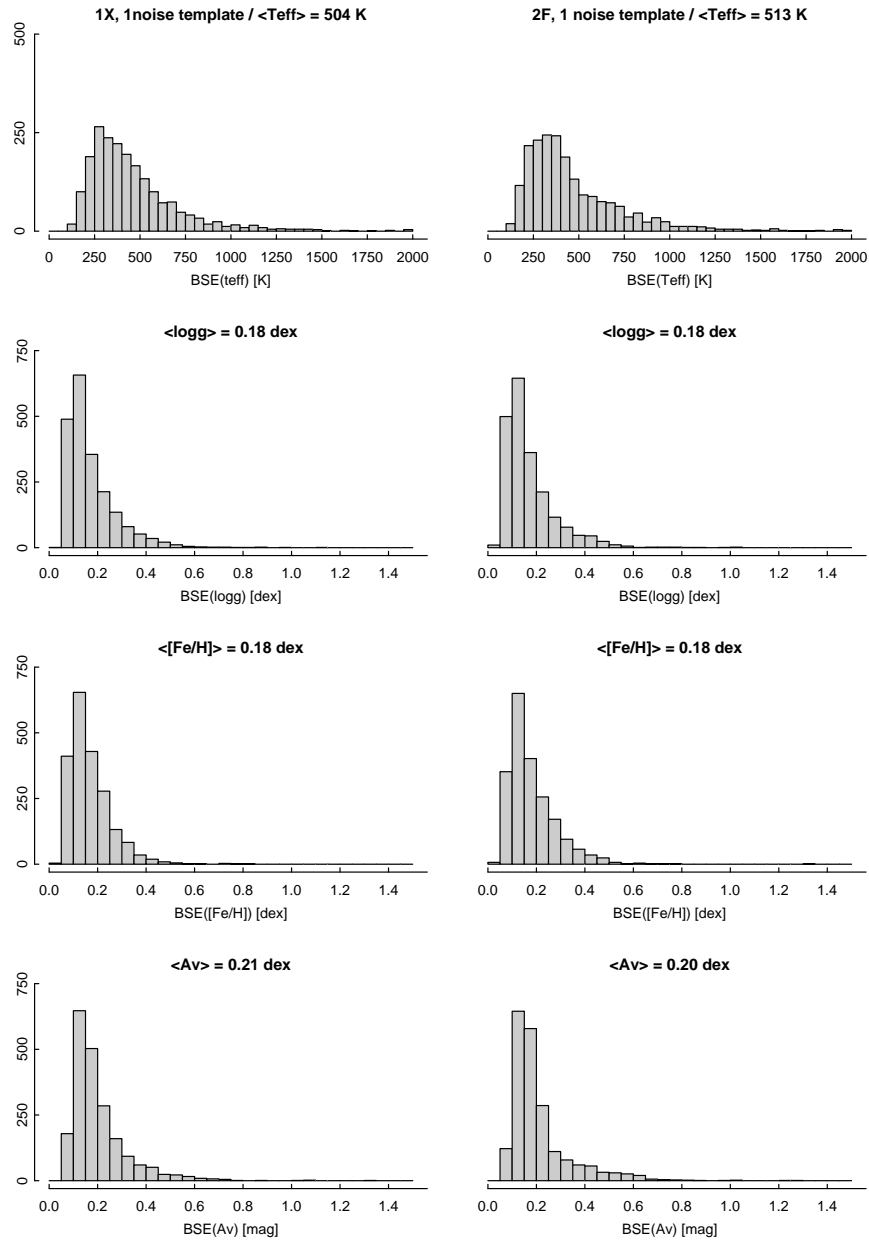 1X, 1noise template / <Teff> = 504 K
500
250
0
0 250 500 750 1000 1250 1500 1750 2000
BSE(teff) [K]
2F, 1 noise template / <Teff> = 513 K
0 250 500 750 1000 1250 1500 1750 2000
BSE(Teff) [K]
<logg> = 0.18 dex
750
500
250
0
0.0 0.2 0.4 0.6 0.8 1.0 1.2 1.4
BSE(logg) [dex]
<logg> = 0.18 dex
0.0 0.2 0.4 0.6 0.8 1.0 1.2 1.4
BSE(logg) [dex]
<[Fe/H]> = 0.18 dex
750
500
250
0
0.0 0.2 0.4 0.6 0.8 1.0 1.2 1.4
BSE([Fe/H]) [dex]
<[Fe/H]> = 0.18 dex
0.0 0.2 0.4 0.6 0.8 1.0 1.2 1.4
BSE([Fe/H]) [dex]
<Av> = 0.21 dex
750
500
250
0
0.0 0.2 0.4 0.6 0.8 1.0 1.2 1.4
BSE(Av) [mag]
<Av> = 0.20 dex
0.0 0.2 0.4 0.6 0.8 1.0 1.2 1.4
BSE(Av) [mag]